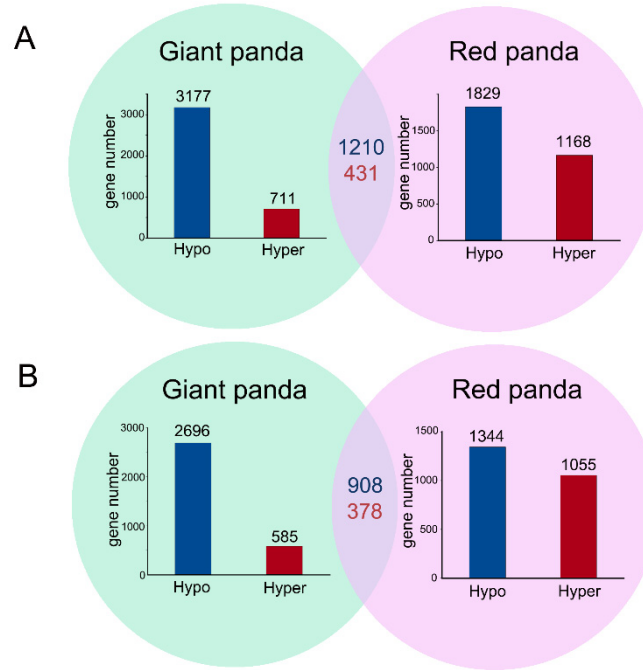 A
Giant panda
Red panda
gene number
3000
2000
1000
0
3177
711
Hypo
Hyper
1210
431
gene number
1500
1000
500
0
1829
1168
Hypo
Hyper
B
Giant panda
Red panda
gene number
3000
2000
1000
0
2696
585
Hypo
Hyper
908
378
gene number
1500
1000
500
0
1344
1055
Hypo
Hyper